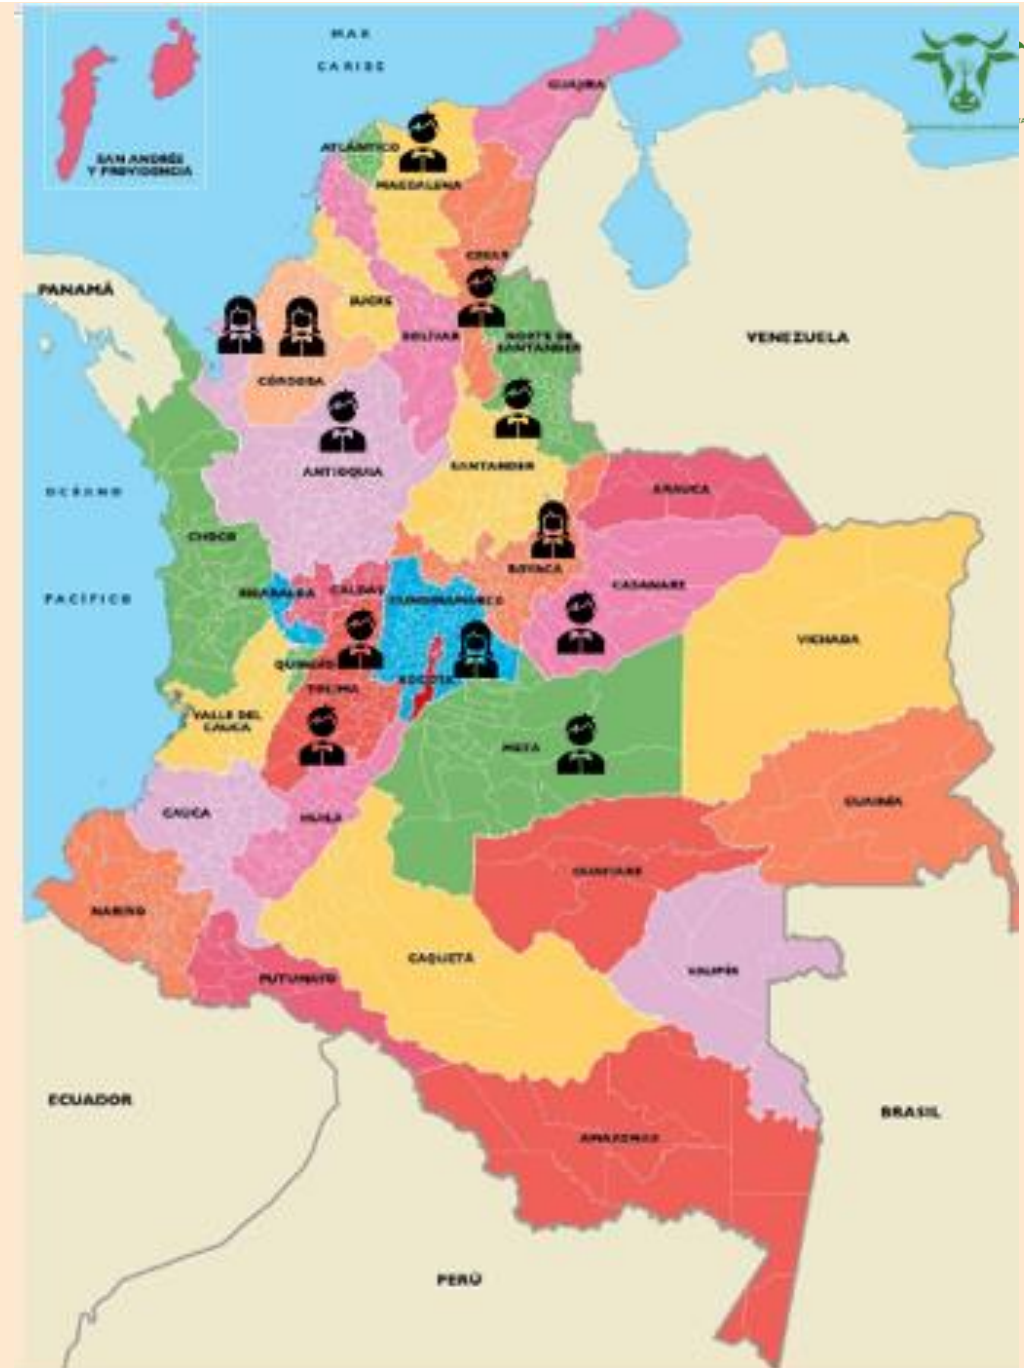 MAR
CARIBE
GUAJIRA
ATLÁNTICO
SAN ANDRÉS
Y PROVIDENCIA
MAGDALENA
CESAR
PANAMÁ
SUCRE
BOLÍVAR
NORTE DE
SANTANDER
VENEZUELA
CÓRDOBA
ANTIOQUIA
SANTANDER
ARAUCA
OCÉANO
CHOCÓ
BOYACÁ
CASANARE
RISARALDA
CALDAS
CUNDINAMARCA
PACÍFICO
VICHADA
QUINDÍO
BOGOTÁ
TOLIMA
VALLE DEL
CAUCA
META
GUAINÍA
CAUCA
HUILA
GUAVIARE
NARIÑO
CAQUETÁ
VAUPÉS
PUTUMAYO
ECUADOR
BRASIL
AMAZONAS
PERÚ